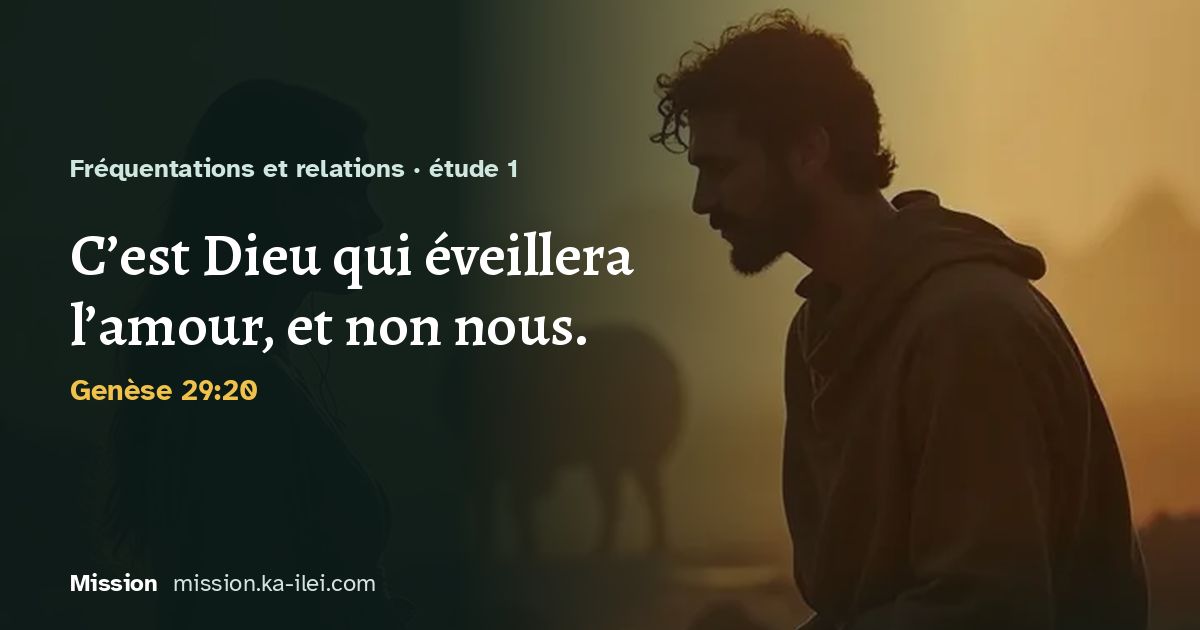 Fréquentations et relations · étude 1
C’est Dieu qui éveillera
l’amour, et non nous.
Genèse 29:20
Mission mission.ka-ilei.com